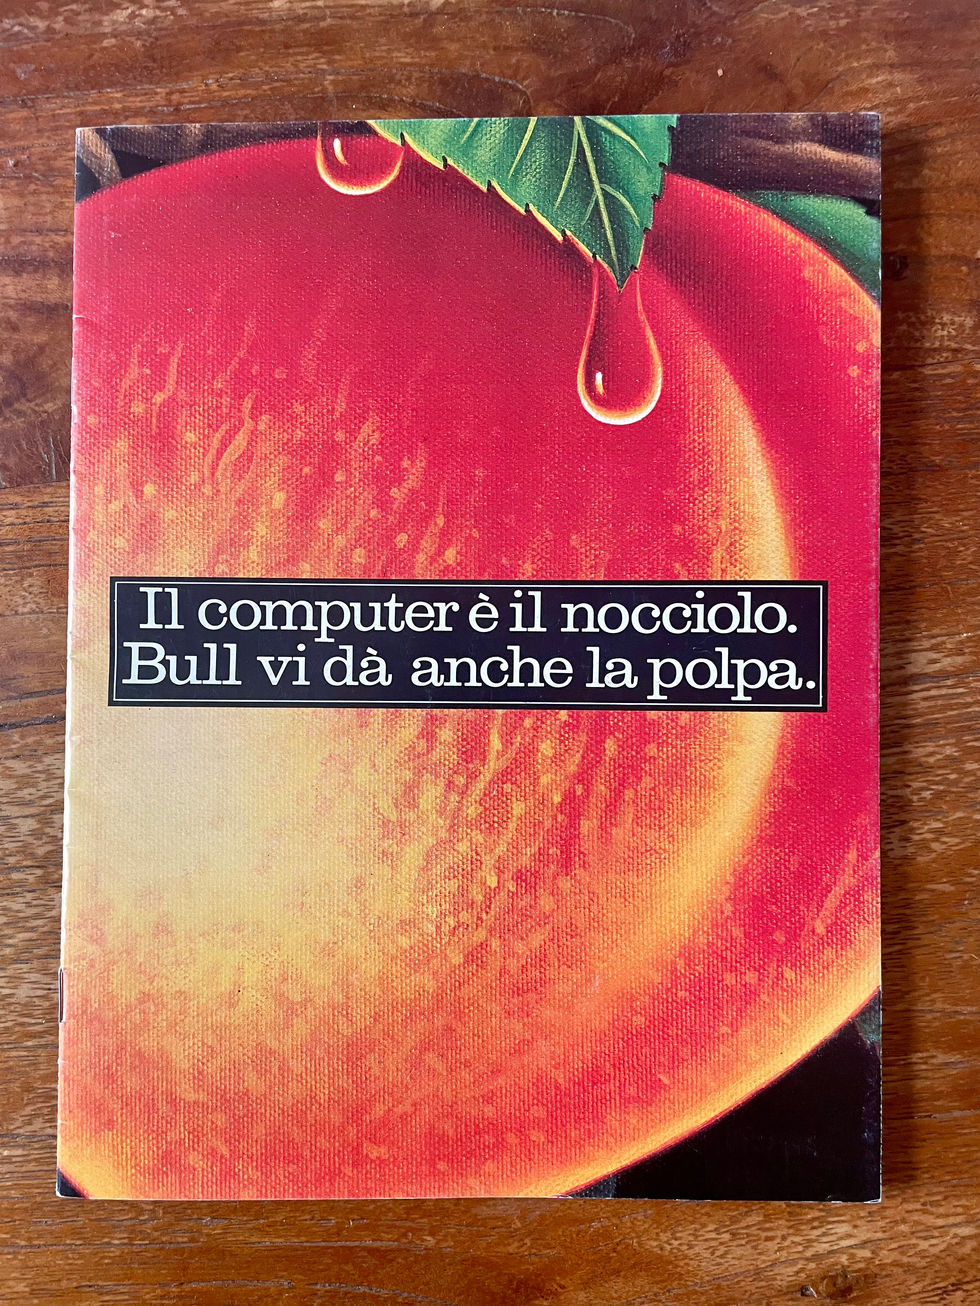 Il computer è il nocciolo.
Bull vi dà anche la polpa.